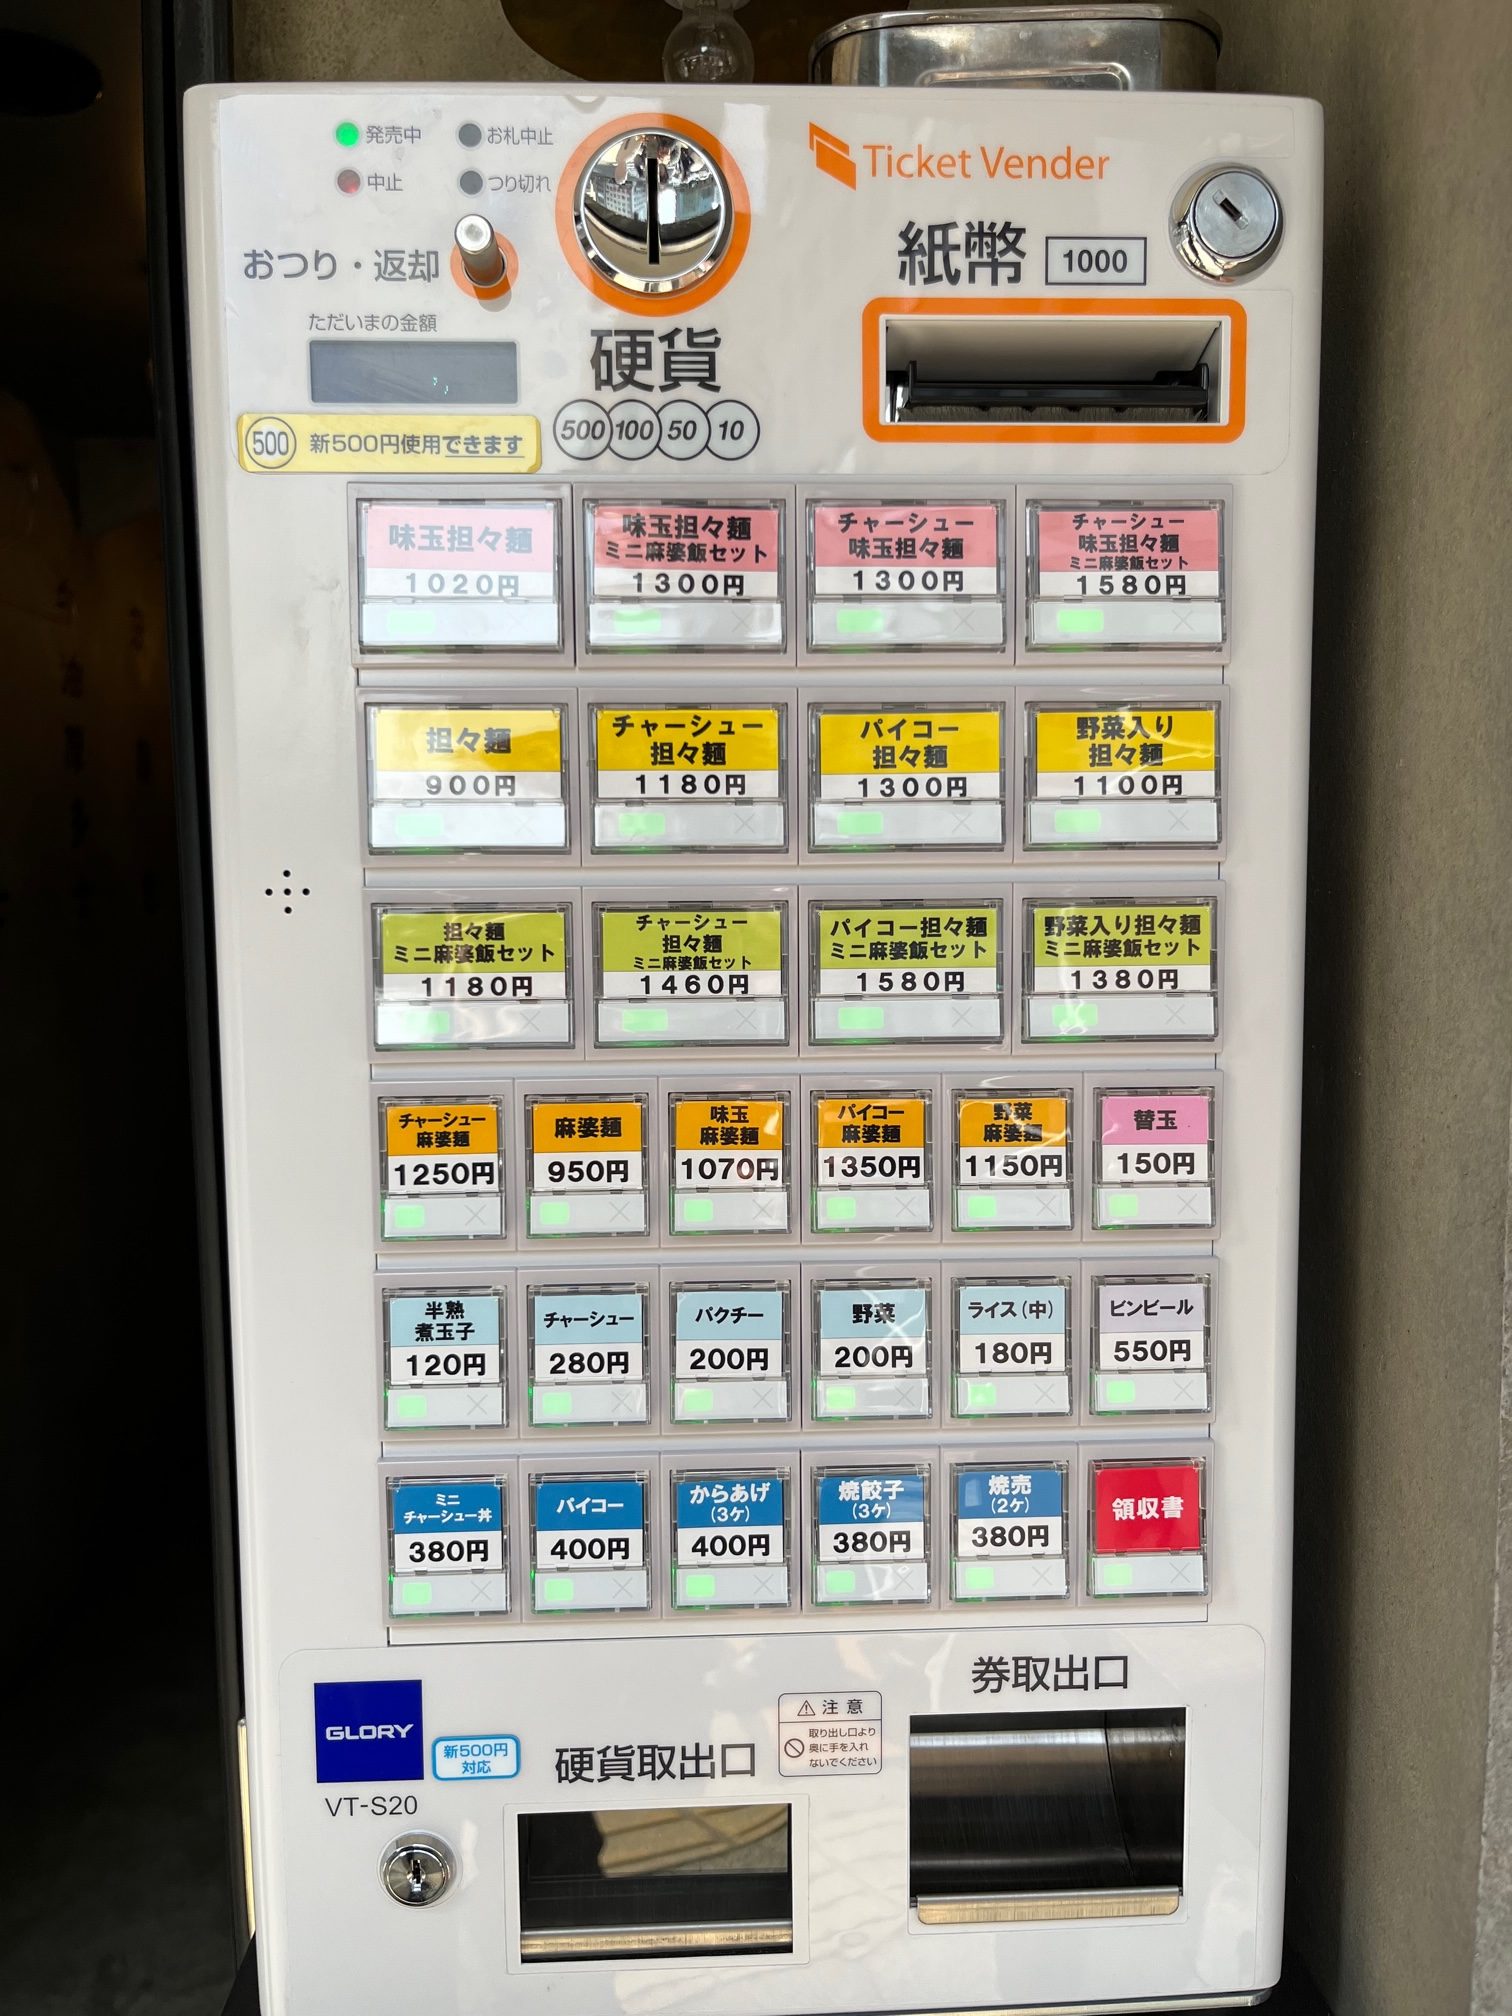 発売中
お札中止
中止
つり切れ
おつり・返却
ただいまの金額
500 新500円使用できます
硬貨
500 100 50 10
Ticket Vender
紙幣 1000
味玉担々麺
1020円
味玉担々麺
ミニ麻婆飯セット
1300円
チャーシュー
味玉担々麺
1300円
チャーシュー
味玉担々麺
ミニ麻婆飯セット
1580円
担々麺
900円
チャーシュー
担々麺
1180円
パイコー
担々麺
1300円
野菜入り
担々麺
1100円
担々麺
ミニ麻婆飯セット
1180円
チャーシュー
担々麺
ミニ麻婆飯セット
1460円
パイコー担々麺
ミニ麻婆飯セット
1580円
野菜入り担々麺
ミニ麻婆飯セット
1380円
チャーシュー
麻婆麺
1250円
麻婆麺
950円
味玉
麻婆麺
1070円
パイコー
麻婆麺
1350円
野菜
麻婆麺
1150円
替玉
150円
半熟
煮玉子
120円
チャーシュー
280円
パクチー
200円
野菜
200円
ライス(中)
180円
ビンビール
550円
ミニ
チャーシュー丼
380円
パイコー
400円
からあげ
(3ケ)
400円
焼餃子
(3ケ)
380円
焼売
(2ケ)
380円
領収書
GLORY
新500円
対応
VT-S20
硬貨取出口
注意
取り出し口より
奥に手を入れ
ないでください
券取出口